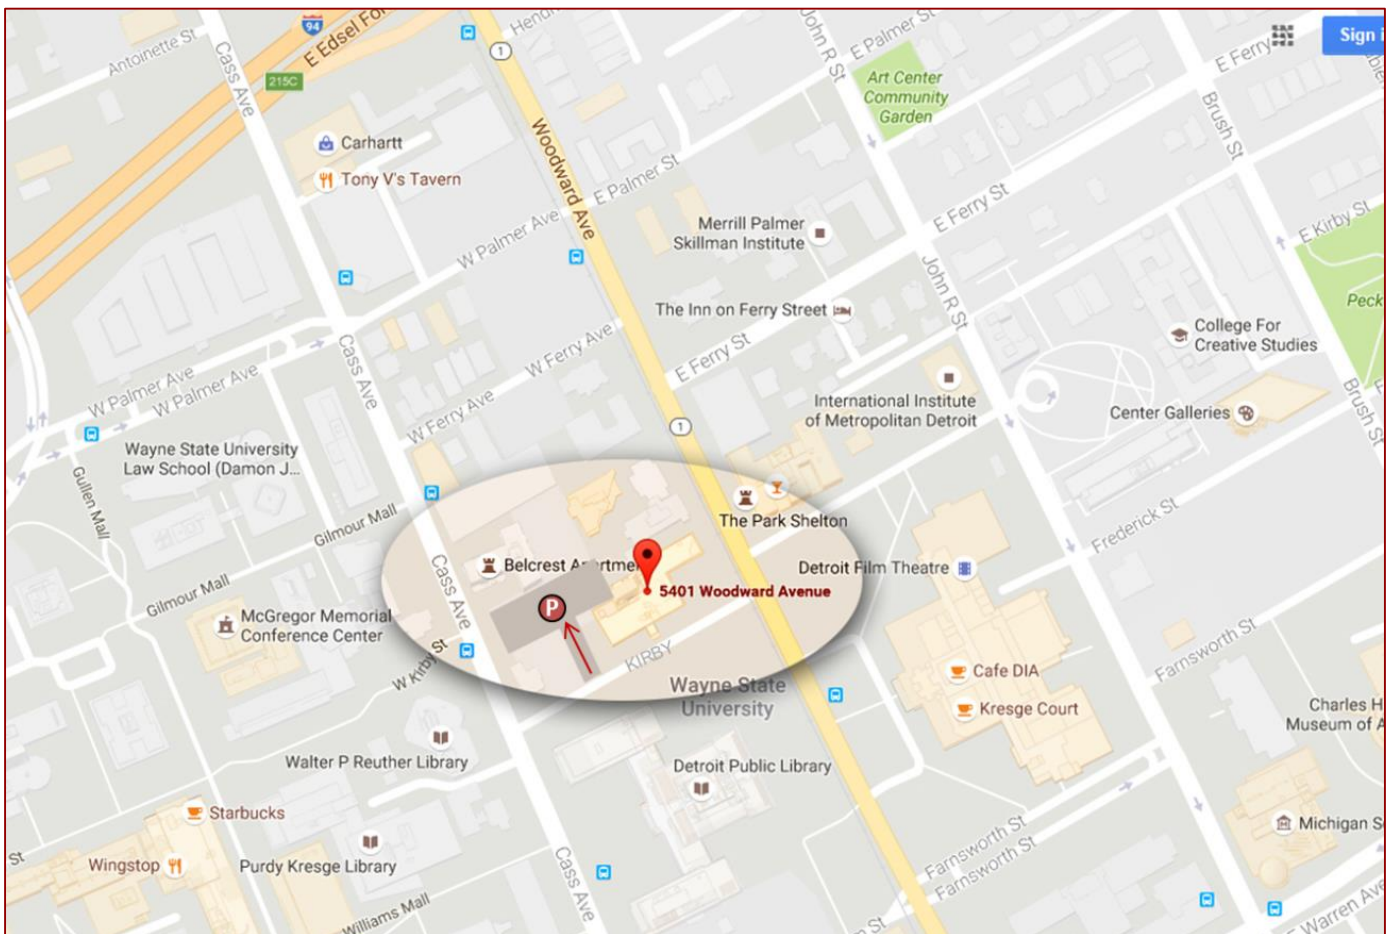 94
Antoinette St
Cass Ave
E Edsel For
215C
1
Hend
Woodward Ave
John R St
E Palmer St
Art Center
Community
Garden
E Ferry
Sign i
Brush St
Carhartt
Tony V's Tavern
E Palmer St
W Palmer Ave
Merrill Palmer
Skillman Institute
E Ferry St
E Kirby St
John R St
The Inn on Ferry Street
Peck
College For
Creative Studies
W Ferry Ave
E Ferry St
Cass Ave
W Palmer Ave
W Palmer Ave
W Ferry Ave
International Institute
of Metropolitan Detroit
Center Galleries
Brush St
1
Wayne State University
Law School (Damon J...
Gullen Mall
Gilmour Mall
The Park Shelton
Frederick St
Cass Ave
Belcrest Apartme
Detroit Film Theatre
Gilmour Mall
P
5401 Woodward Avenue
McGregor Memorial
Conference Center
W Kirby St
KIRBY
Farnsworth St
Cafe DIA
Wayne State
University
Kresge Court
Charles H
Museum of A
Walter P Reuther Library
Detroit Public Library
Starbucks
Michigan S
St
Wingstop
Purdy Kresge Library
Cass Ave
Farnsworth St
Farnsworth St
Williams Mall
St
E Warren Ave